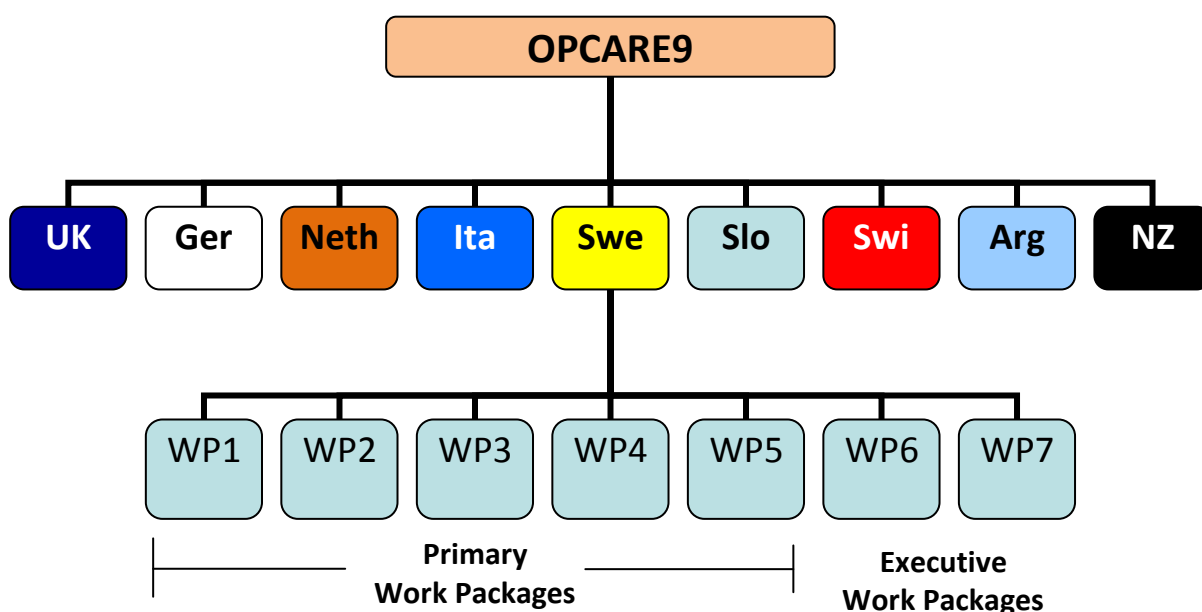 OPCARE9
UK Ger Neth Ita Swe Slo Swi Arg NZ
WP1 WP2 WP3 WP4 WP5 WP6 WP7
Primary
Work Packages
Executive
Work Packages